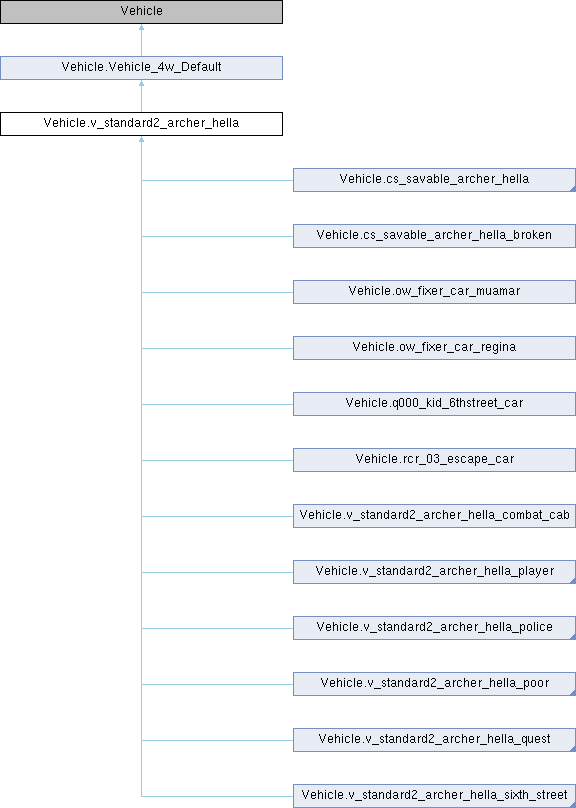 Vehicle
Vehicle.Vehicle_4w_Default
Vehicle.v_standard2_archer_hella
Vehicle.cs_savable_archer_hella
Vehicle.cs_savable_archer_hella_broken
Vehicle.ow_fixer_car_muamar
Vehicle.ow_fixer_car_regina
Vehicle.q000_kid_6thstreet_car
Vehicle.rcr_03_escape_car
Vehicle.v_standard2_archer_hella_combat_cab
Vehicle.v_standard2_archer_hella_player
Vehicle.v_standard2_archer_hella_police
Vehicle.v_standard2_archer_hella_poor
Vehicle.v_standard2_archer_hella_quest
Vehicle.v_standard2_archer_hella_sixth_street